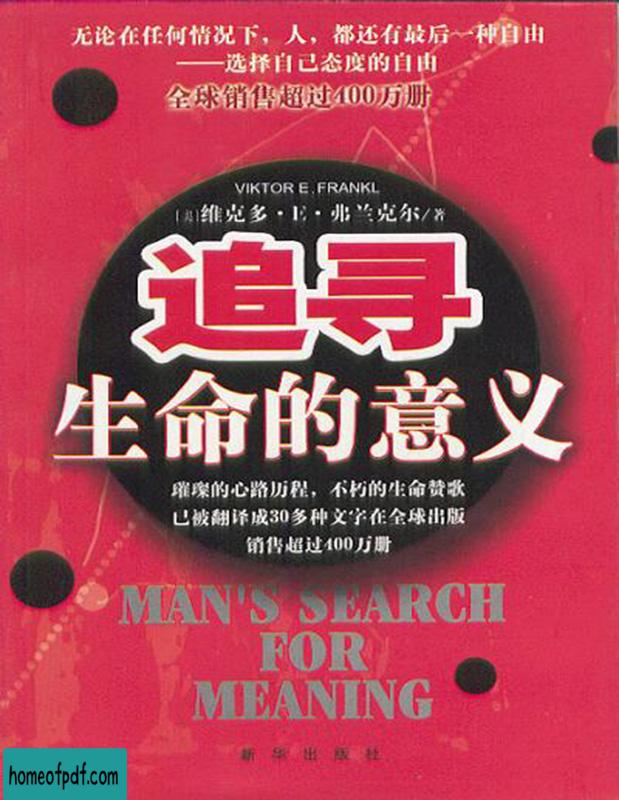 无论在任何情况下，人，都还有最后一种自由
——选择自己态度的自由
全球销售超过400万册
VIKTOR E. FRANKL
［美］维克多·E·弗兰克尔/著
追寻
生命的意义
璀璨的心路历程，不朽的生命赞歌
已被翻译成30多种文字在全球出版
销售超过400万册
MAN'S SEARCH
FOR
MEANING
新华出版社
homeofpdf.com